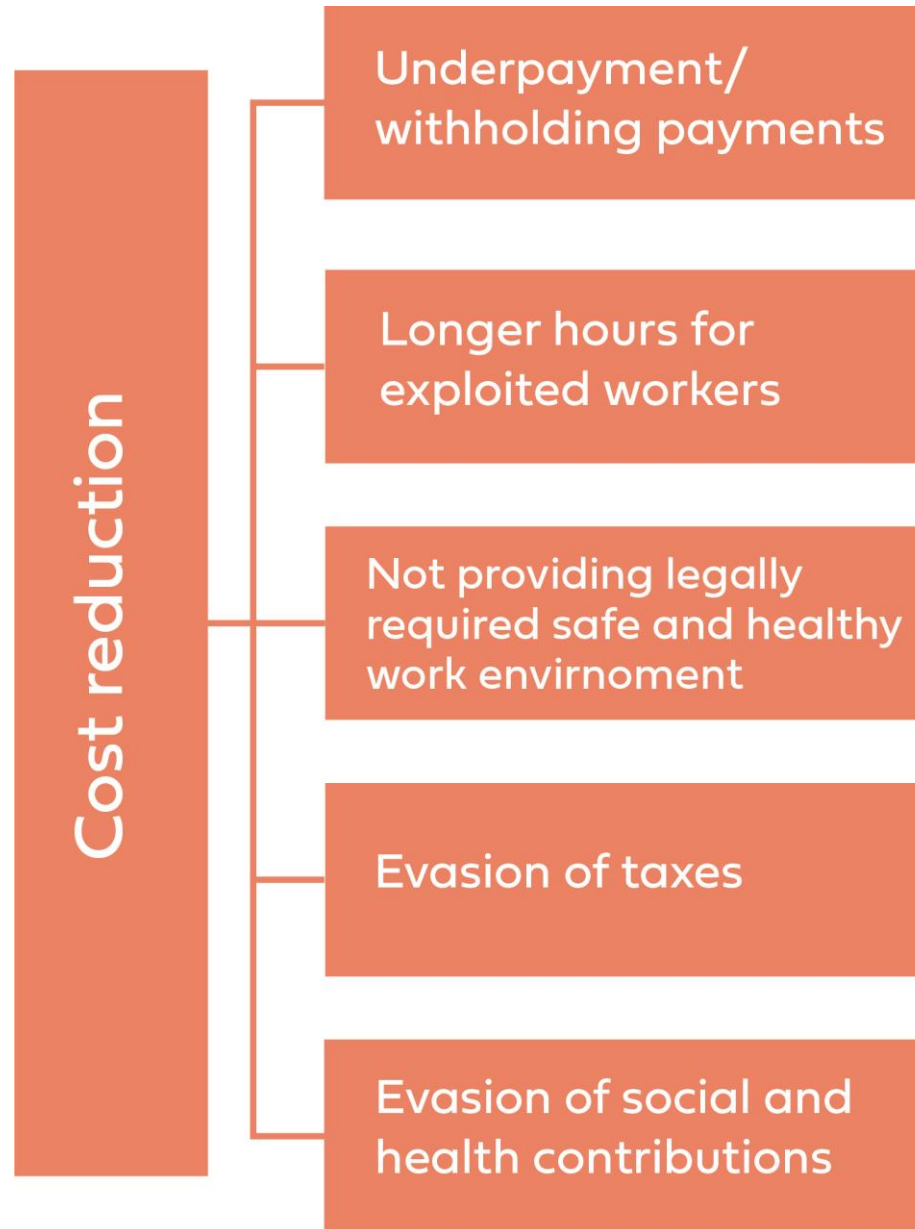 Cost reduction
Underpayment/
withholding payments
Longer hours for
exploited workers
Not providing legally
required safe and healthy
work envirnoment
Evasion of taxes
Evasion of social and
health contributions